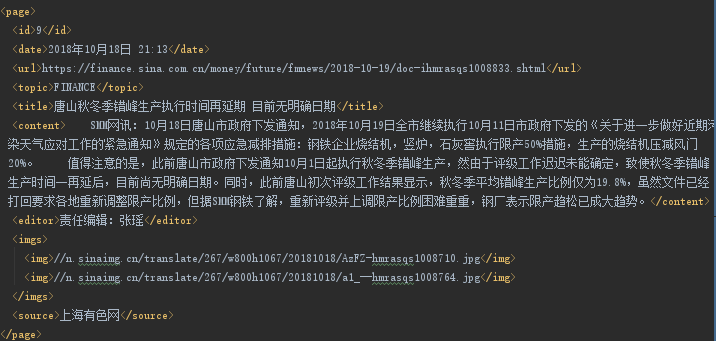 <page>
<id>9</id>
<date>2018年10月18日 21:13</date>
<url>https://finance.sina.com.cn/money/future/fmnews/2018-10-19/doc-ihmrasqs1008833.shtml</url>
<topic>FINANCE</topic>
<title>唐山秋冬季错峰生产执行时间再延期 目前无明确日期</title>
<content>　　SMM网讯：10月18日唐山市政府下发通知，2018年10月19日全市继续执行10月11日市政府下发的《关于进一步做好近期污
染天气应对工作的紧急通知》规定的各项应急减排措施：钢铁企业烧结机，竖炉，石灰窑执行限产50%措施，生产的烧结机压减风门
20%。　　值得注意的是，此前唐山市政府下发通知10月1日起执行秋冬季错峰生产，然由于评级工作迟迟未能确定，致使秋冬季错峰
生产时间一再延后，目前尚无明确日期。同时，此前唐山初次评级工作结果显示，秋冬季平均错峰生产比例仅为19.8%，虽然文件已经
打回要求各地重新调整限产比例，但据SMM钢铁了解，重新评级并上调限产比例困难重重，钢厂表示限产趋松已成大趋势。</content>
<editor>责任编辑：张瑶</editor>
<imgs>
<img>//n.sinaimg.cn/translate/267/w800h1067/20181018/AzFZ-hmrasqs1008710.jpg</img>
<img>//n.sinaimg.cn/translate/267/w800h1067/20181018/a1_--hmrasqs1008764.jpg</img>
</imgs>
<source>上海有色网</source>
</page>